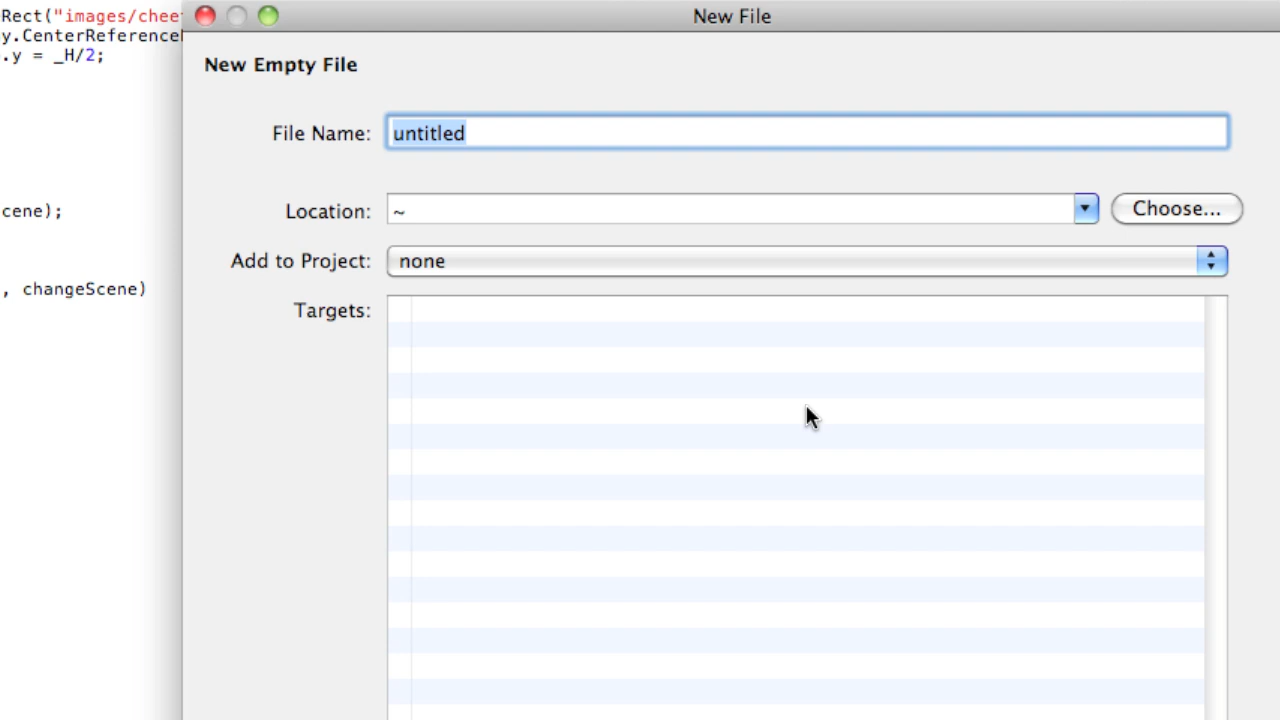 Rect("images/chee
y.CenterReference
.y = _H/2;
cene);
, changeScene)
New File
New Empty File
File Name: untitled
Location: ~ Choose...
Add to Project: none
Targets: